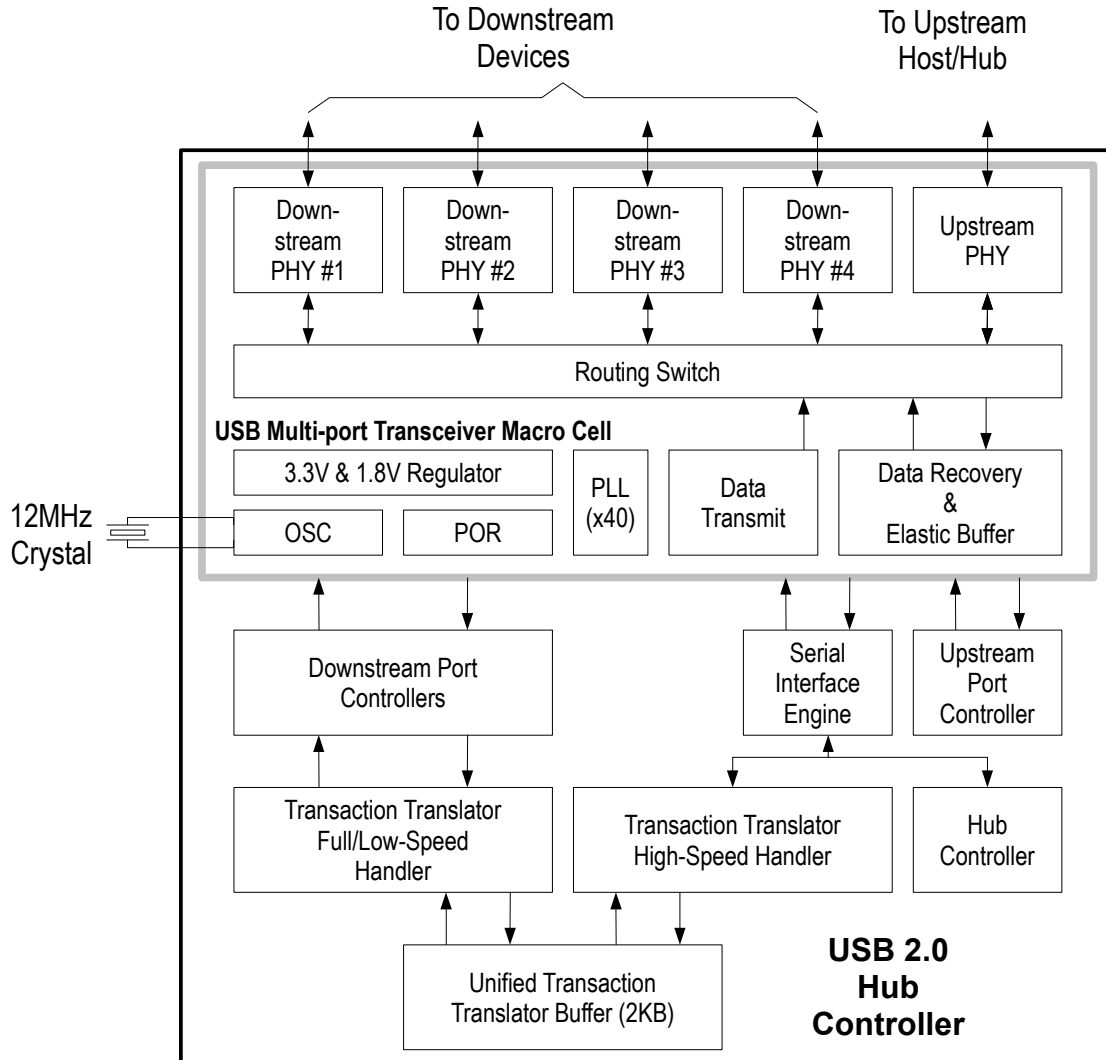 To Downstream
Devices
To Upstream
Host/Hub
Down-
stream
PHY #1
Down-
stream
PHY #2
Down-
stream
PHY #3
Down-
stream
PHY #4
Upstream
PHY
Routing Switch
USB Multi-port Transceiver Macro Cell
3.3V & 1.8V Regulator
PLL
(x40)
Data
Transmit
Data Recovery
&
Elastic Buffer
12MHz
Crystal
OSC
POR
Downstream Port
Controllers
Serial
Interface
Engine
Upstream
Port
Controller
Transaction Translator
Full/Low-Speed
Handler
Transaction Translator
High-Speed Handler
Hub
Controller
Unified Transaction
Translator Buffer (2KB)
USB 2.0
Hub
Controller